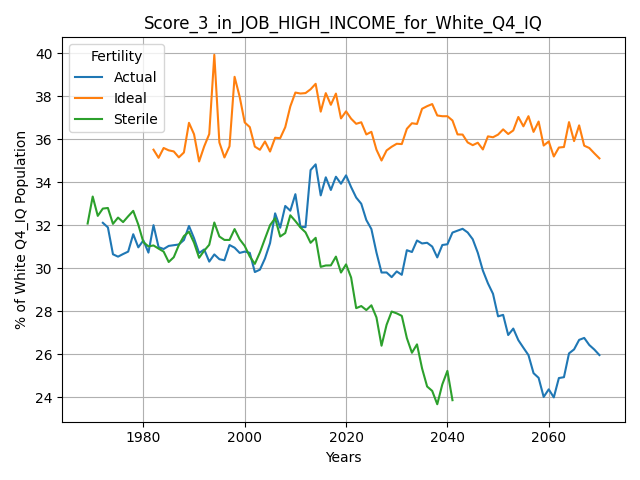 Score_3_in_JOB_HIGH_INCOME_for_White_Q4_IQ
Fertility
Actual
Ideal
Sterile
% of White Q4_IQ Population
40
38
36
34
32
30
28
26
24
1980
2000
2020
2040
2060
Years